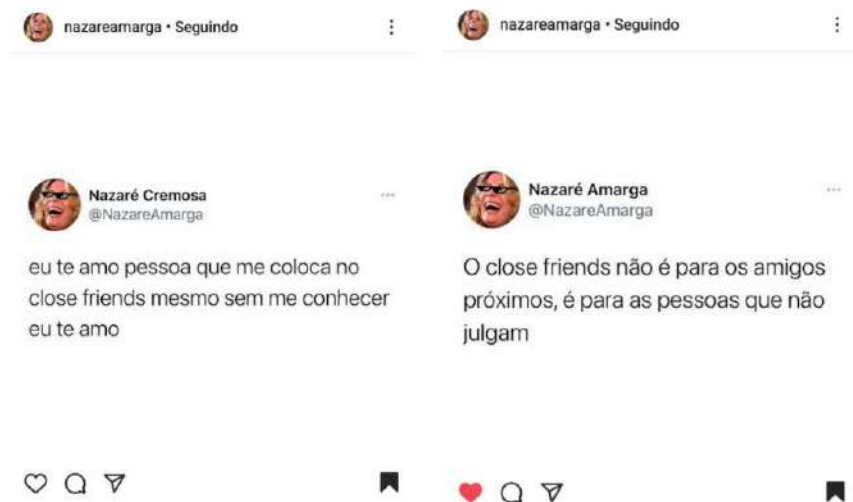 nazareamarga • Seguindo
Nazaré Cremosa
@NazareAmarga
eu te amo pessoa que me coloca no
close friends mesmo sem me conhecer
eu te amo
nazareamarga • Seguindo
Nazaré Amarga
@NazareAmarga
O close friends não é para os amigos
próximos, é para as pessoas que não
julgam